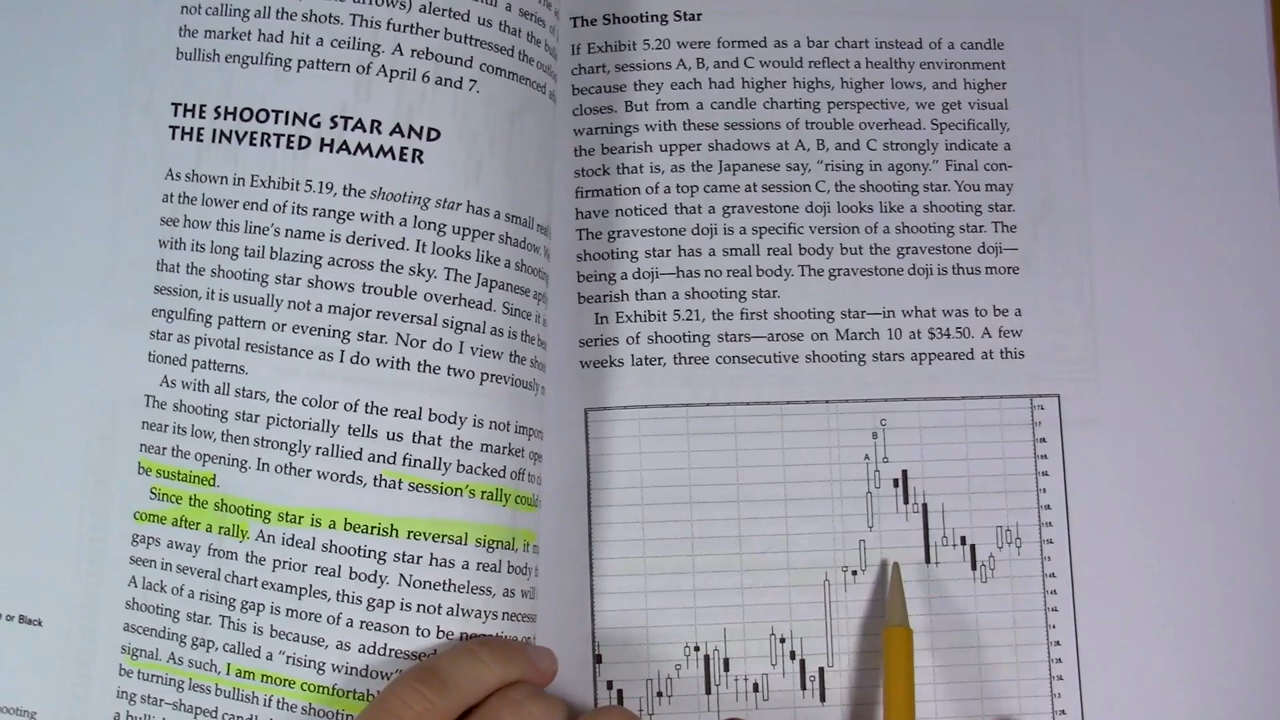 alerted us that the
not calling all the shots. This further buttressed the
the market had hit a ceiling. A rebound commenced
bullish engulfing pattern of April 6 and 7.
THE SHOOTING STAR AND
THE INVERTED HAMMER
As shown in Exhibit 5.19, the shooting star has a small
at the lower end of its range with a long upper shadow.
see how this line's name is derived. It looks like a
with its long tail blazing across the sky. The Japanese
that the shooting star shows trouble overhead. Since it
session, it is usually not a major reversal signal as is the
engulfing pattern or evening star. Nor do I view the
star as pivotal resistance as I do with the two previously
tioned patterns.
As with all stars, the color of the real body is not
The shooting star pictorially tells us that the market
near its low, then strongly rallied and finally backed off to
near the opening. In other words, that session's rally
be sustained.
Since the shooting star is a bearish reversal signal, it
come after a rally. An ideal shooting star has a real body
gaps away from the prior real body. Nonetheless, as
seen in several chart examples, this gap is not always
A lack of a rising gap is more of a reason to be
shooting star. This is because, as addressed
ascending gap, called a "rising window"
signal. As such, I am more
be turning less bullish if the
ing star-shaped
or Black
The Shooting Star
If Exhibit 5.20 were formed as a bar chart instead of a candle
chart, sessions A, B, and C would reflect a healthy environment
because they each had higher highs, higher lows, and higher
closes. But from a candle charting perspective, we get visual
warnings with these sessions of trouble overhead. Specifically,
the bearish upper shadows at A, B, and C strongly indicate a
stock that is, as the Japanese say, "rising in agony." Final con-
firmation of a top came at session C, the shooting star. You may
have noticed that a gravestone doji looks like a shooting star.
The gravestone doji is a specific version of a shooting star. The
shooting star has a small real body but the gravestone doji—
being a doji—has no real body. The gravestone doji is thus more
bearish than a shooting star.
In Exhibit 5.21, the first shooting star—in what was to be a
series of shooting stars—arose on March 10 at $34.50. A few
weeks later, three consecutive shooting stars appeared at this
C
B
A